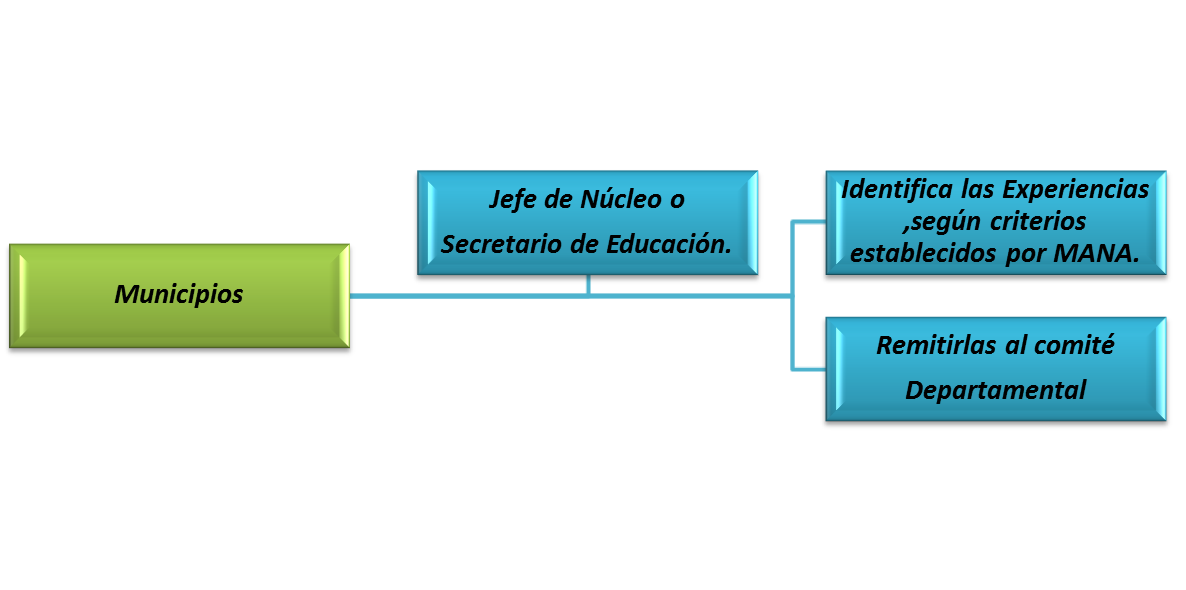 Municipios
Jefe de Núcleo o
Secretario de Educación.
Identifica las Experiencias
,según criterios
establecidos por MANA.
Remitirlas al comité
Departamental